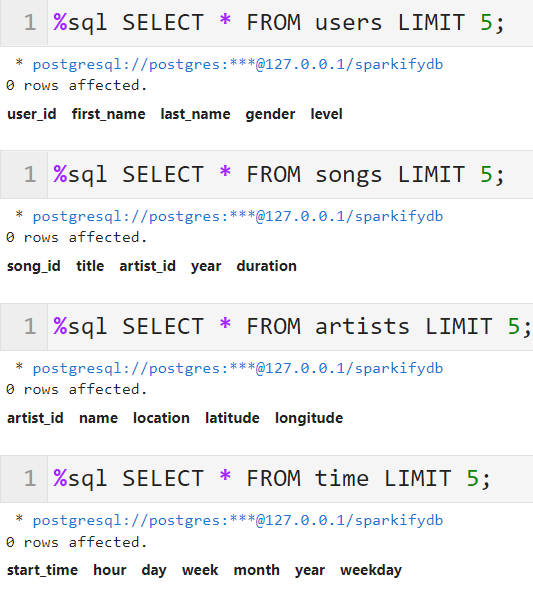 1 %sql SELECT * FROM users LIMIT 5;
* postgresql://postgres:***@127.0.0.1/sparkifydb
0 rows affected.
user_id first_name last_name gender level
1 %sql SELECT * FROM songs LIMIT 5;
* postgresql://postgres:***@127.0.0.1/sparkifydb
0 rows affected.
song_id title artist_id year duration
1 %sql SELECT * FROM artists LIMIT 5;
* postgresql://postgres:***@127.0.0.1/sparkifydb
0 rows affected.
artist_id name location latitude longitude
1 %sql SELECT * FROM time LIMIT 5;
* postgresql://postgres:***@127.0.0.1/sparkifydb
0 rows affected.
start_time hour day week month year weekday